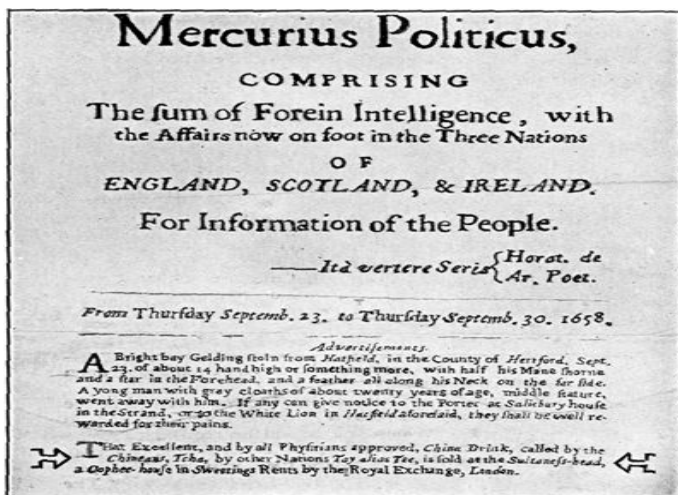 Mercurius Politicus,
COMPRISING
The ſum of Forein Intelligence, with
the Affairs now on foot in the Three Nations
OF
ENGLAND, SCOTLAND, & IRELAND.
For Information of the People.
——Itá vertere Seria {Horat. de
Ar. Poet.
From Thurſday Septemb. 23. to Thurſday Septemb. 30. 1658.
Advertiſements.
A Bright bay Gelding ſtoln from Hatfield, in the County of Hertford, Sept.
23. of about 14 hand high or ſomething more, with half his Mane ſhorne
and a ſtar in the Forehead, and a feather all along his Neck on the far ſide.
A yong man with grey cloaths of about twenty years of age, middle ſtature,
went away with him. If any can give notice to the Porter at Salisbury houſe
in the Strand, or to the White Lion in Hatfield aforeſaid, they ſhall be well re-
warded for their pains.
THat Excellent, and by all Phyſitians approved, China Drink, called by the
Chineans, Tcha, by other Nations Tay alias Tee, is ſold at the Sultaneſs-head,
a Cophee-houſe in Sweetings Rents by the Royal Exchange, London.